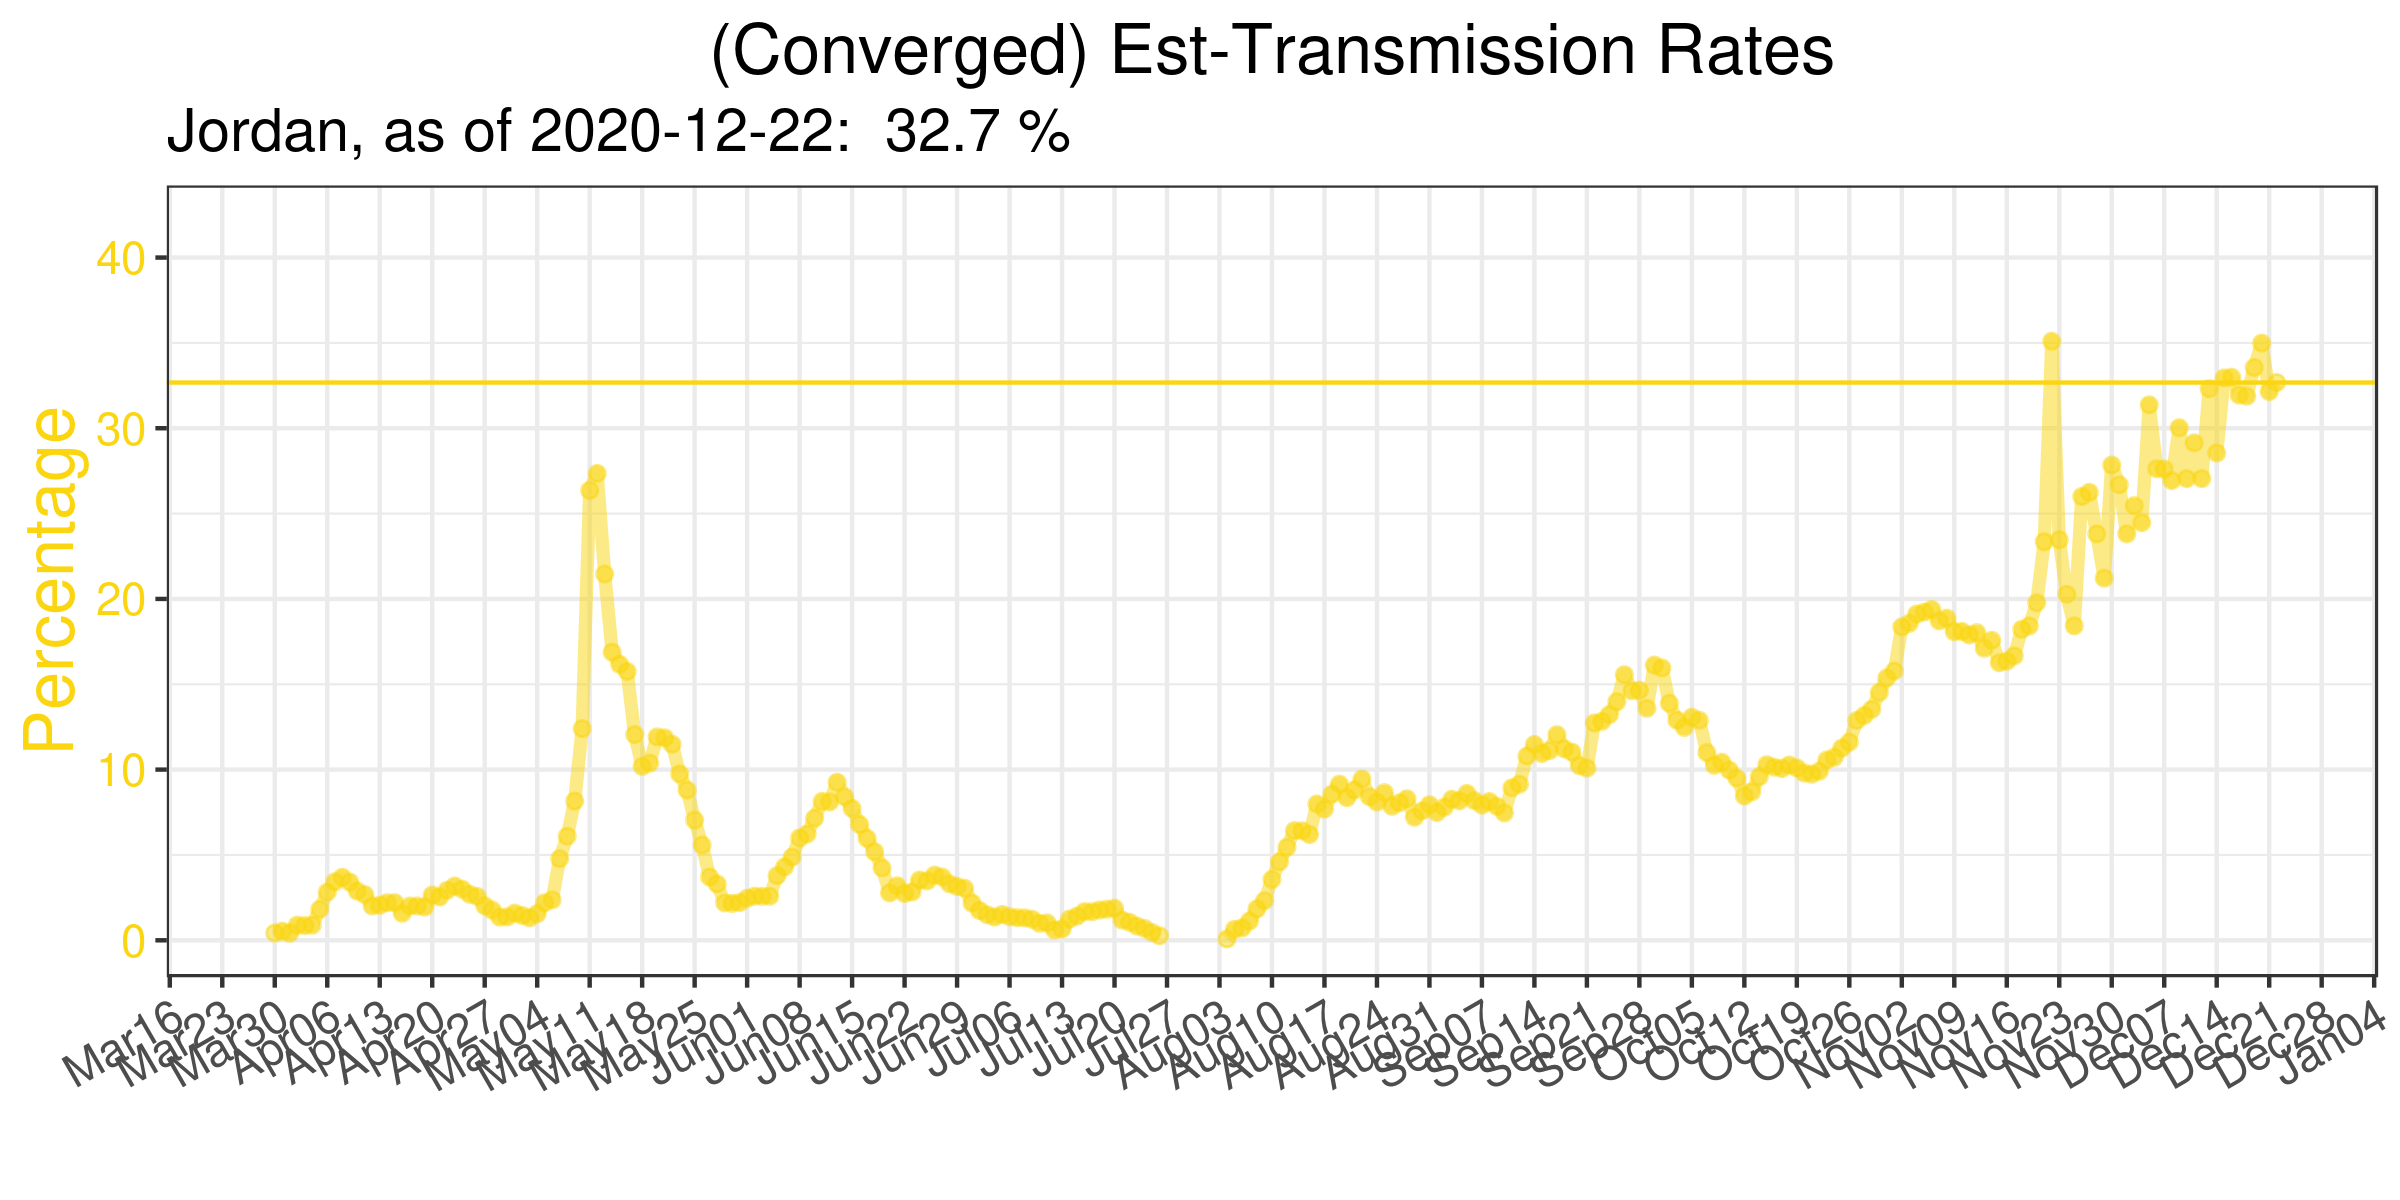 (Converged) Est-Transmission Rates
Jordan, as of 2020-12-22:  32.7 %
Percentage
40
30
20
10
0
Mar16
Mar23
Mar30
Apr06
Apr13
Apr20
Apr27
May04
May11
May18
May25
Jun01
Jun08
Jun15
Jun22
Jun29
Jul06
Jul13
Jul20
Jul27
Aug03
Aug10
Aug17
Aug24
Aug31
Sep07
Sep14
Sep21
Sep28
Oct05
Oct12
Oct19
Oct26
Nov02
Nov09
Nov16
Nov23
Nov30
Dec07
Dec14
Dec21
Dec28
Jan04